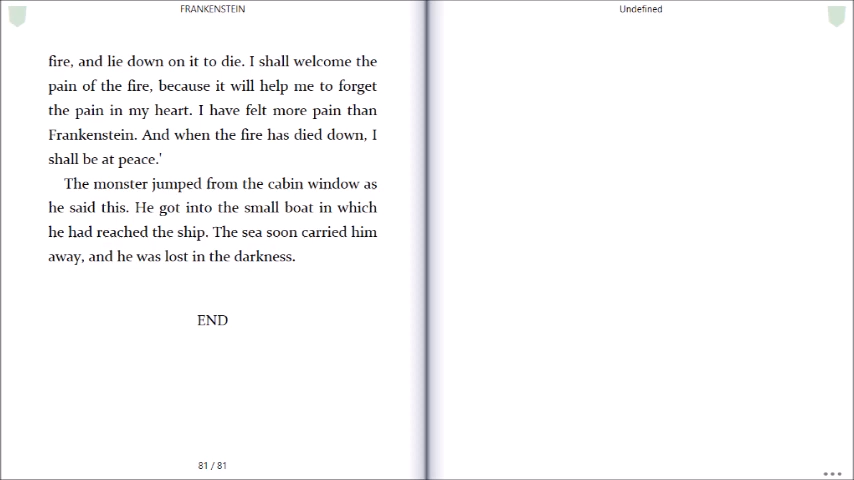 FRANKENSTEIN
fire, and lie down on it to die. I shall welcome the
pain of the fire, because it will help me to forget
the pain in my heart. I have felt more pain than
Frankenstein. And when the fire has died down, I
shall be at peace.'
The monster jumped from the cabin window as
he said this. He got into the small boat in which
he had reached the ship. The sea soon carried him
away, and he was lost in the darkness.
END
81 / 81
Undefined